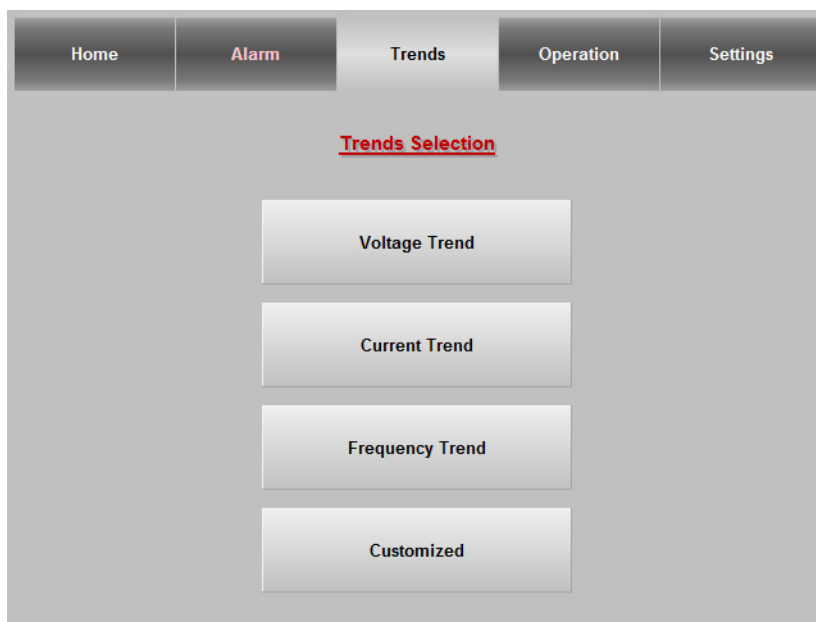 Home Alarm Trends Operation Settings
Trends Selection
Voltage Trend
Current Trend
Frequency Trend
Customized